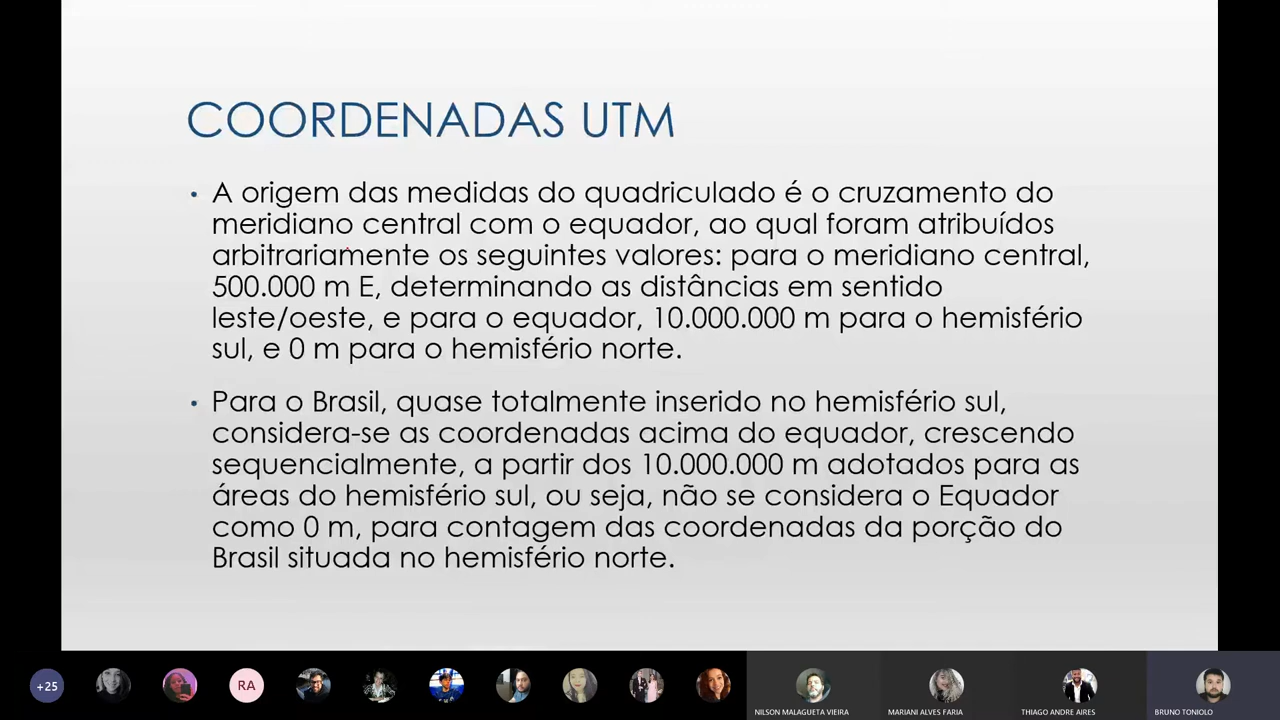 COORDENADAS UTM
• A origem das medidas do quadriculado é o cruzamento do
meridiano central com o equador, ao qual foram atribuídos
arbitrariamente os seguintes valores: para o meridiano central,
500.000 m E, determinando as distâncias em sentido
leste/oeste, e para o equador, 10.000.000 m para o hemisfério
sul, e 0 m para o hemisfério norte.
• Para o Brasil, quase totalmente inserido no hemisfério sul,
considera-se as coordenadas acima do equador, crescendo
sequencialmente, a partir dos 10.000.000 m adotados para as
áreas do hemisfério sul, ou seja, não se considera o Equador
como 0 m, para contagem das coordenadas da porção do
Brasil situada no hemisfério norte.
+25
RA
NILSON MALAGUETA VIEIRA
MARIANI ALVES FARIA
THIAGO ANDRE AIRES
BRUNO TONIOLO